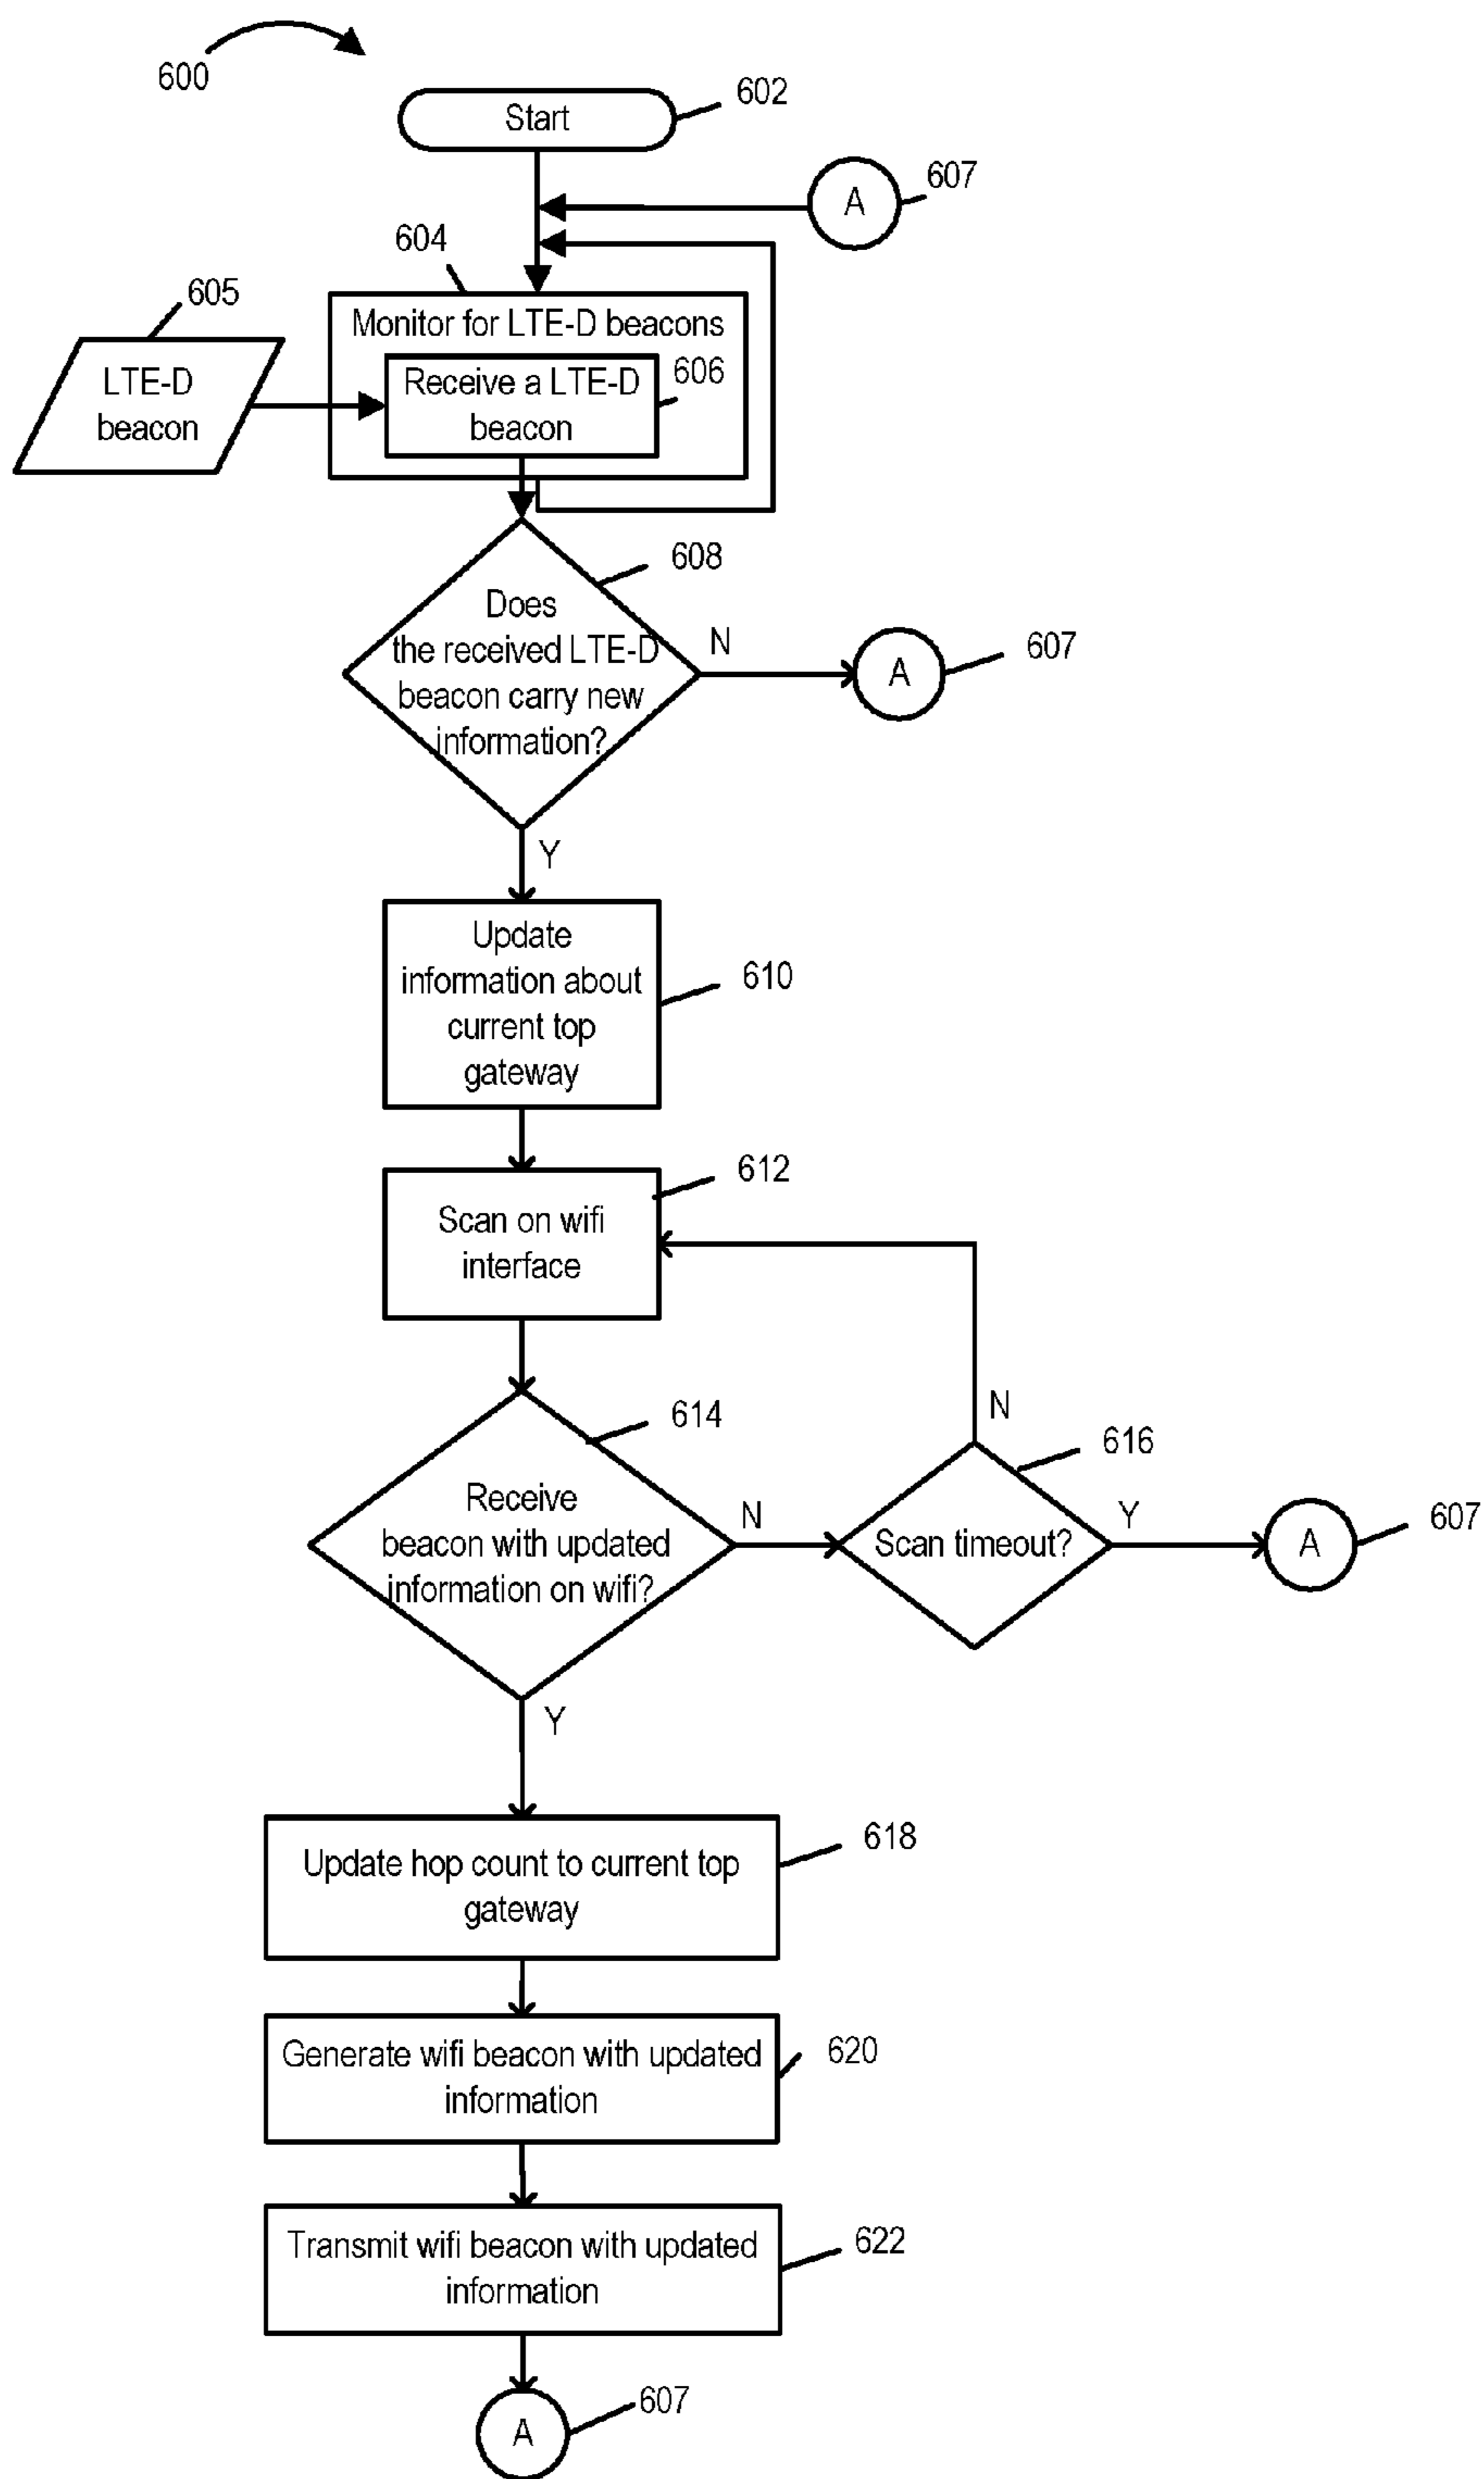 600
Start
602
A
607
604
605
Monitor for LTE-D beacons
LTE-D
beacon
Receive a LTE-D
beacon
606
608
Does
the received LTE-D
beacon carry new
information?
N
A
607
Y
Update
information about
current top
gateway
610
612
Scan on wifi
interface
614
Receive
beacon with updated
information on wifi?
N
N
616
Scan timeout?
Y
A
607
Y
618
Update hop count to current top
gateway
Generate wifi beacon with updated
information
620
Transmit wifi beacon with updated
information
622
A
607